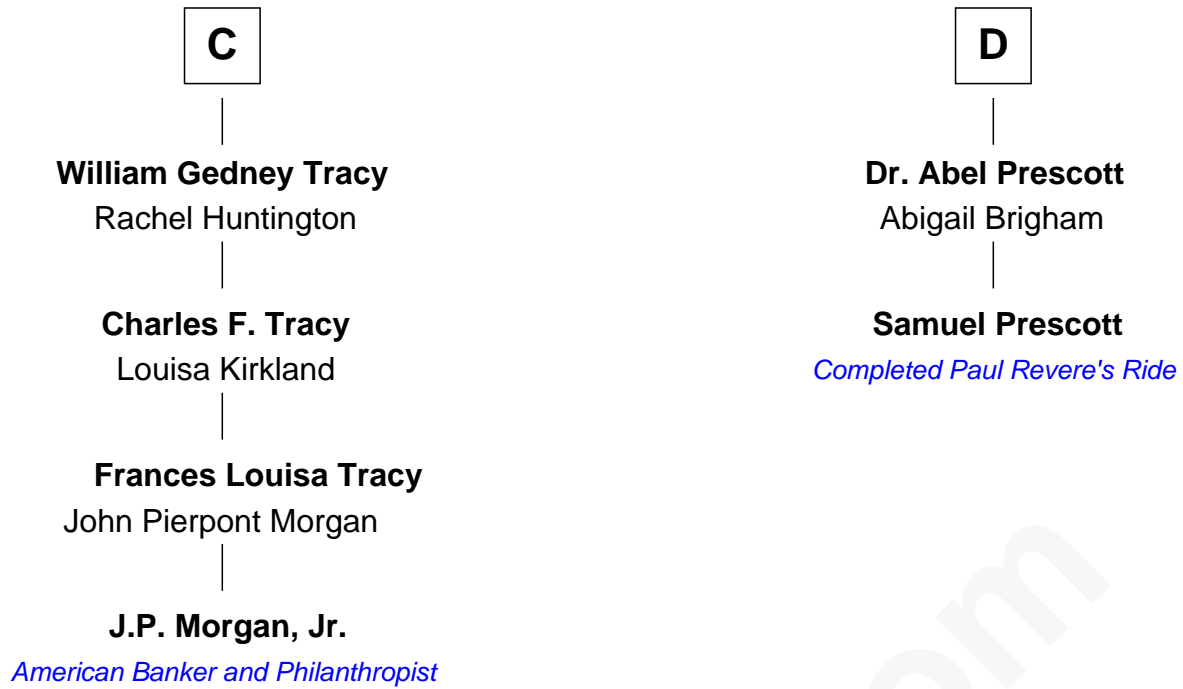 C
William Gedney Tracy
Rachel Huntington
Charles F. Tracy
Louisa Kirkland
Frances Louisa Tracy
John Pierpont Morgan
J.P. Morgan, Jr.
American Banker and Philanthropist
D
Dr. Abel Prescott
Abigail Brigham
Samuel Prescott
Completed Paul Revere's Ride
om